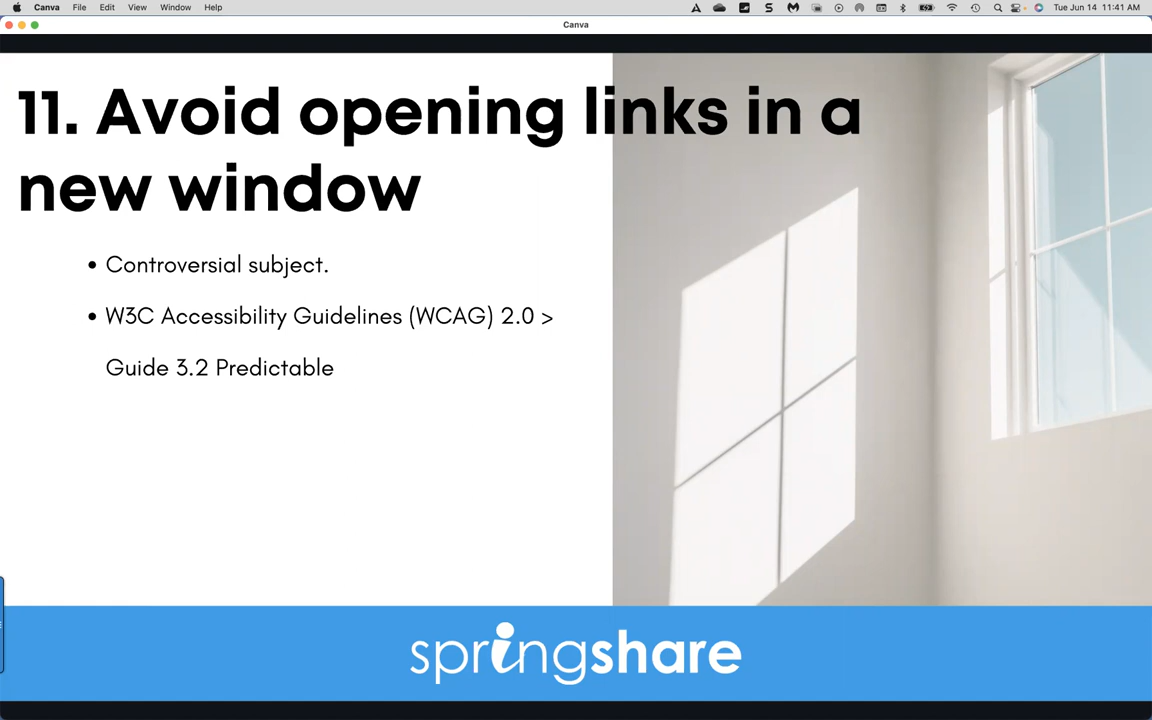 Canva File Edit View Window Help Tue Jun 14 11:41 AM
Canva
11. Avoid opening links in a
new window
• Controversial subject.
• W3C Accessibility Guidelines (WCAG) 2.0 >
Guide 3.2 Predictable
springshare